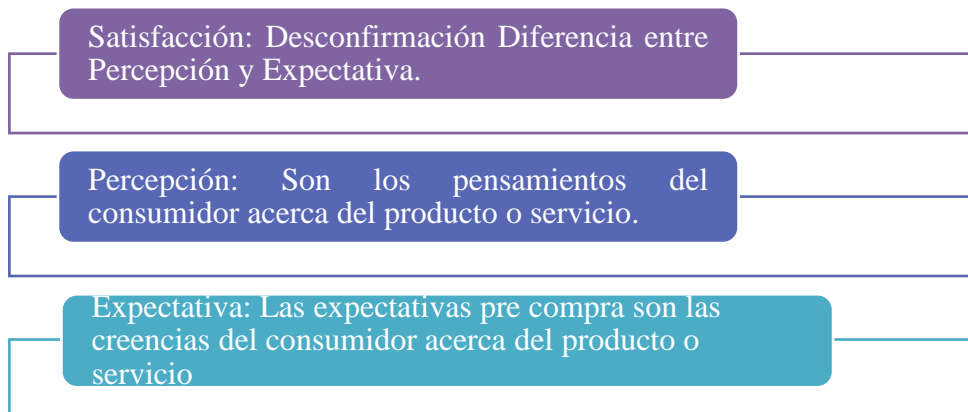 Satisfacción: Desconfirmación Diferencia entre
Percepción y Expectativa.
Percepción: Son los pensamientos del
consumidor acerca del producto o servicio.
Expectativa: Las expectativas pre compra son las
creencias del consumidor acerca del producto o
servicio